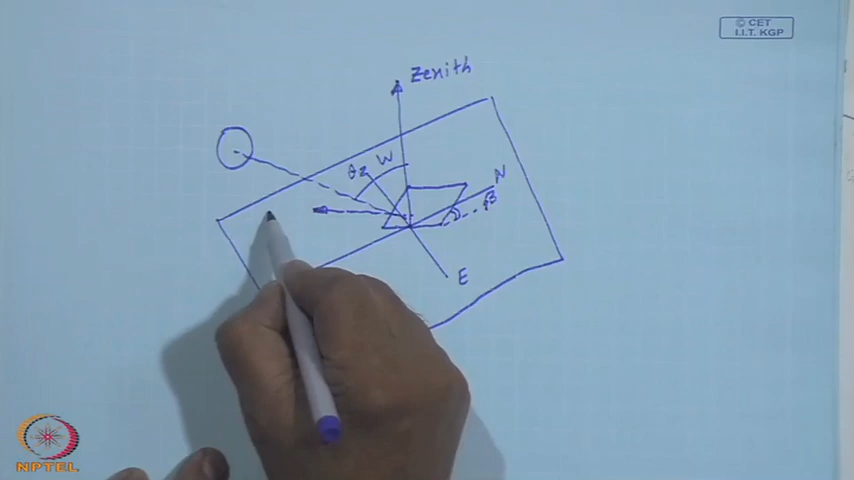 © CET
I.I.T. KGP
Zenith
θz
W
N
β
E
NPTEL